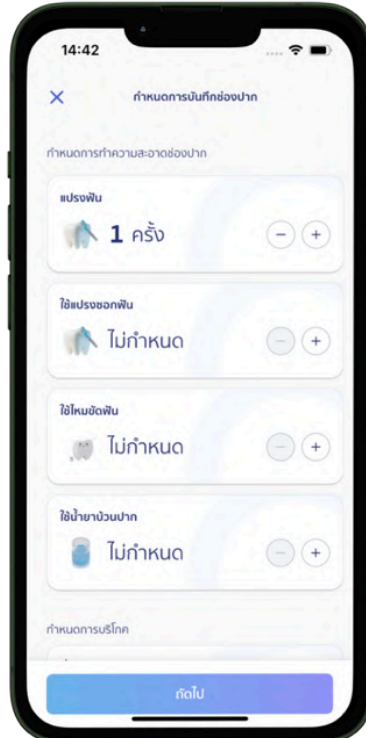 14:42
กำหนดการบันทึกช่องปาก
กำหนดการทำความสะอาดช่องปาก
แปรงฟัน
1 ครั้ง
ใช้แปรงซอกฟัน
ไม่กำหนด
ใช้ไหมขัดฟัน
ไม่กำหนด
ใช้น้ำยาบ้วนปาก
ไม่กำหนด
กำหนดการบริโภค
ถัดไป